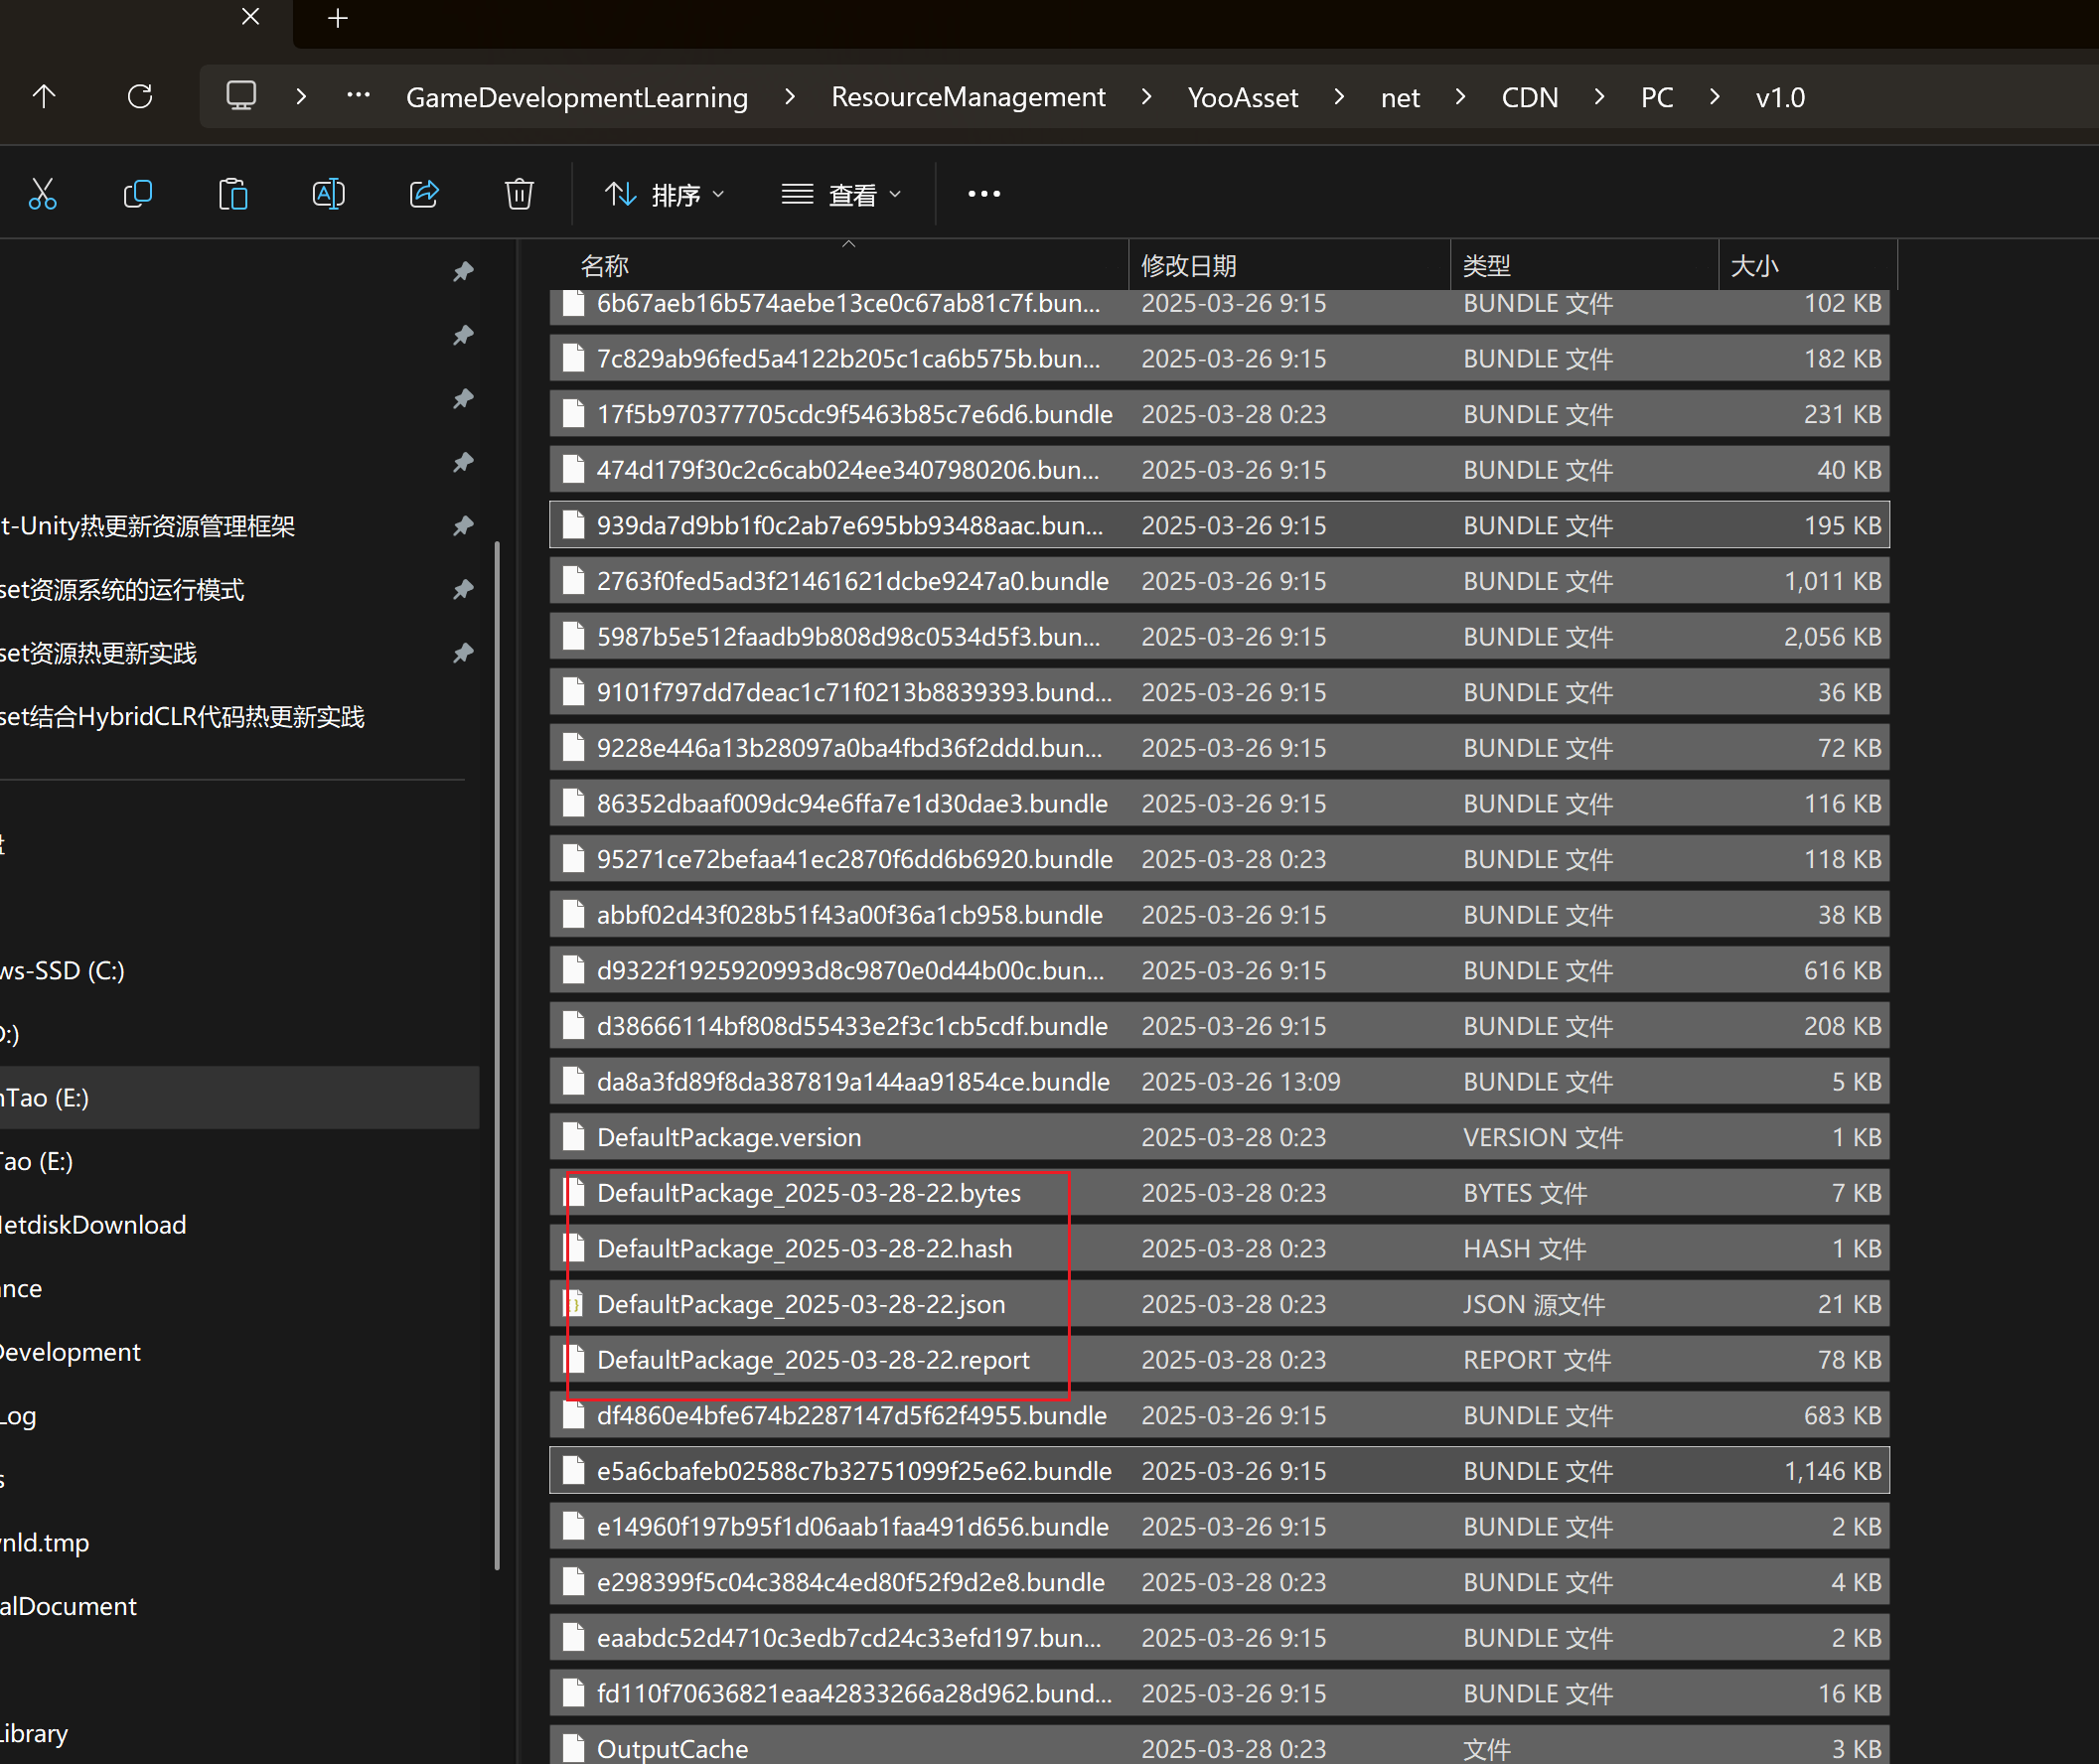 GameDevelopmentLearning > ResourceManagement > YooAsset > net > CDN > PC > v1.0
排序 查看
t-Unity热更新资源管理框架
set资源系统的运行模式
set资源热更新实践
set结合HybridCLR代码热更新实践
ws-SSD (C:)
:)
Tao (E:)
ao (E:)
letdiskDownload
ance
Development
Log
s
nld.tmp
alDocument
Library
名称 修改日期 类型 大小
6b67aeb16b574aebe13ce0c67ab81c7f.bun... 2025-03-26 9:15 BUNDLE 文件 102 KB
7c829ab96fed5a4122b205c1ca6b575b.bun... 2025-03-26 9:15 BUNDLE 文件 182 KB
17f5b970377705cdc9f5463b85c7e6d6.bundle 2025-03-28 0:23 BUNDLE 文件 231 KB
474d179f30c2c6cab024ee3407980206.bun... 2025-03-26 9:15 BUNDLE 文件 40 KB
939da7d9bb1f0c2ab7e695bb93488aac.bun... 2025-03-26 9:15 BUNDLE 文件 195 KB
2763f0fed5ad3f21461621dcbe9247a0.bundle 2025-03-26 9:15 BUNDLE 文件 1,011 KB
5987b5e512faadb9b808d98c0534d5f3.bun... 2025-03-26 9:15 BUNDLE 文件 2,056 KB
9101f797dd7deac1c71f0213b8839393.bund... 2025-03-26 9:15 BUNDLE 文件 36 KB
9228e446a13b28097a0ba4fbd36f2ddd.bun... 2025-03-26 9:15 BUNDLE 文件 72 KB
86352dbaaf009dc94e6ffa7e1d30dae3.bundle 2025-03-26 9:15 BUNDLE 文件 116 KB
95271ce72befaa41ec2870f6dd6b6920.bundle 2025-03-28 0:23 BUNDLE 文件 118 KB
abbf02d43f028b51f43a00f36a1cb958.bundle 2025-03-26 9:15 BUNDLE 文件 38 KB
d9322f1925920993d8c9870e0d44b00c.bun... 2025-03-26 9:15 BUNDLE 文件 616 KB
d38666114bf808d55433e2f3c1cb5cdf.bundle 2025-03-26 9:15 BUNDLE 文件 208 KB
da8a3fd89f8da387819a144aa91854ce.bundle 2025-03-26 13:09 BUNDLE 文件 5 KB
DefaultPackage.version 2025-03-28 0:23 VERSION 文件 1 KB
DefaultPackage_2025-03-28-22.bytes 2025-03-28 0:23 BYTES 文件 7 KB
DefaultPackage_2025-03-28-22.hash 2025-03-28 0:23 HASH 文件 1 KB
DefaultPackage_2025-03-28-22.json 2025-03-28 0:23 JSON 源文件 21 KB
DefaultPackage_2025-03-28-22.report 2025-03-28 0:23 REPORT 文件 78 KB
df4860e4bfe674b2287147d5f62f4955.bundle 2025-03-26 9:15 BUNDLE 文件 683 KB
e5a6cbafeb02588c7b32751099f25e62.bundle 2025-03-26 9:15 BUNDLE 文件 1,146 KB
e14960f197b95f1d06aab1faa491d656.bundle 2025-03-26 9:15 BUNDLE 文件 2 KB
e298399f5c04c3884c4ed80f52f9d2e8.bundle 2025-03-28 0:23 BUNDLE 文件 4 KB
eaabdc52d4710c3edb7cd24c33efd197.bun... 2025-03-26 9:15 BUNDLE 文件 2 KB
fd110f70636821eaa42833266a28d962.bund... 2025-03-26 9:15 BUNDLE 文件 16 KB
OutputCache 2025-03-28 0:23 文件 3 KB